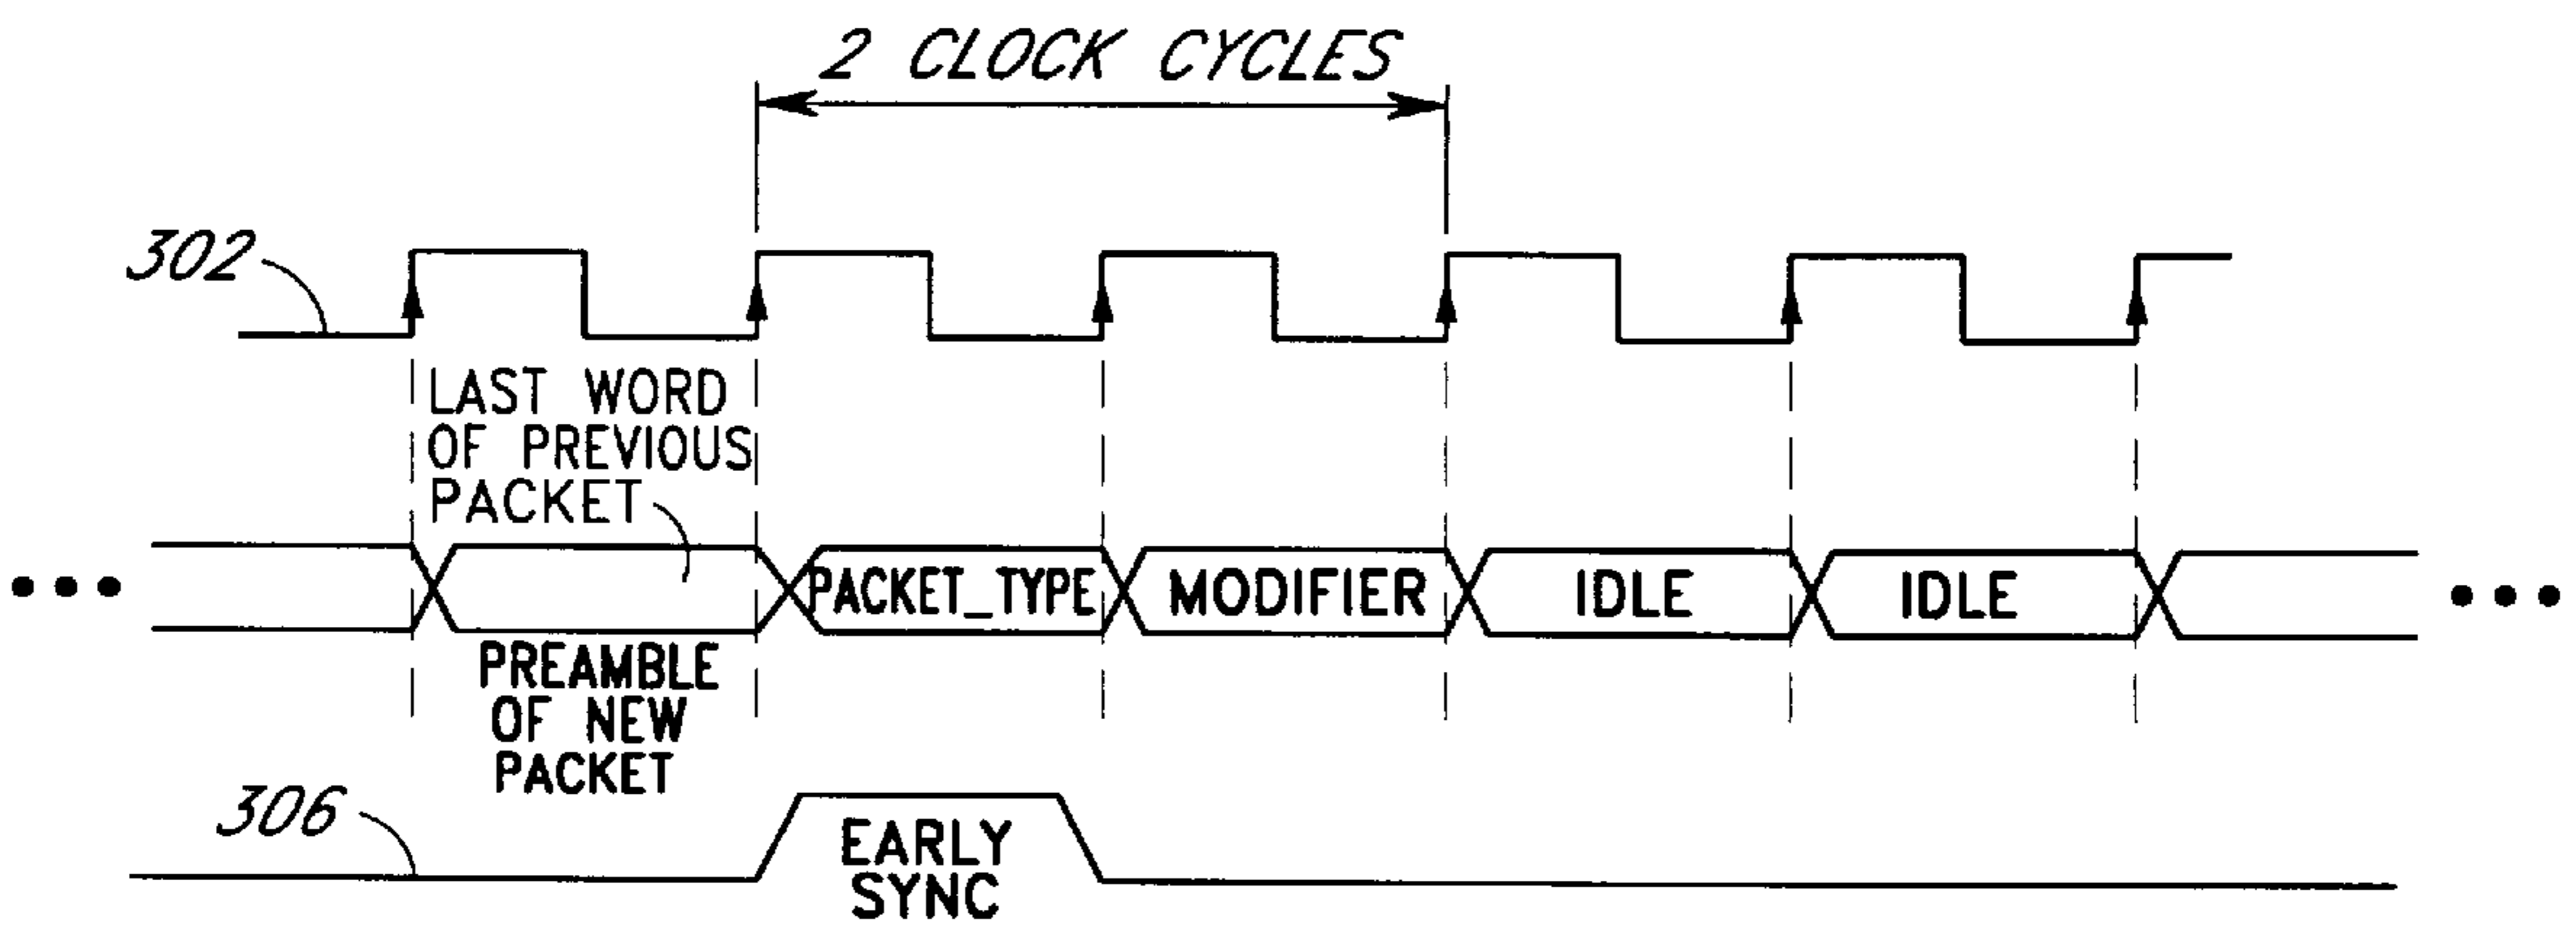 2 CLOCK CYCLES
302
LAST WORD
OF PREVIOUS
PACKET
PACKET_TYPE
MODIFIER
IDLE
IDLE
PREAMBLE
OF NEW
PACKET
306
EARLY
SYNC